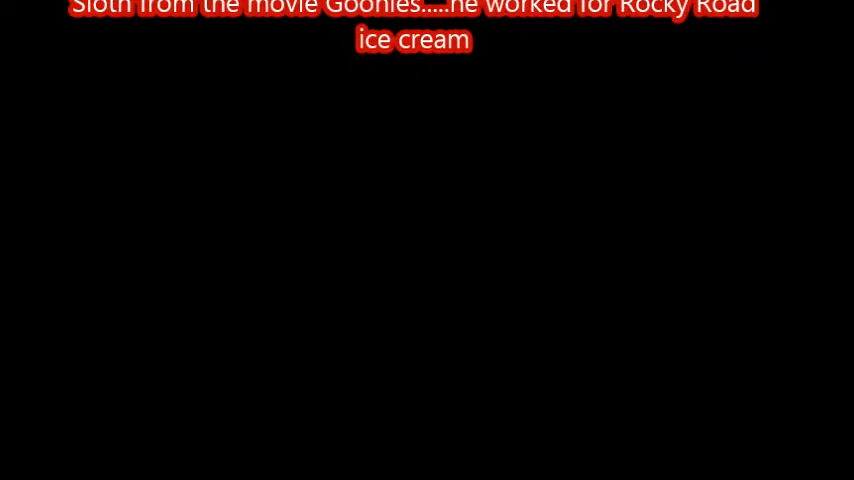 Sloth from the movie Goonies.....he worked for Rocky Road
ice cream